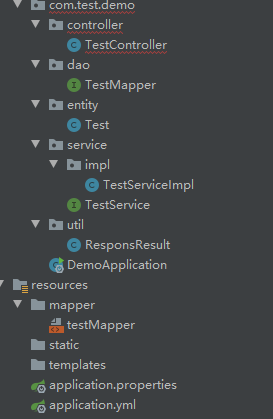 com.test.demo
controller
TestController
dao
TestMapper
entity
Test
service
impl
TestServiceImpl
TestService
util
ResponsResult
DemoApplication
resources
mapper
testMapper
static
templates
application.properties
application.yml